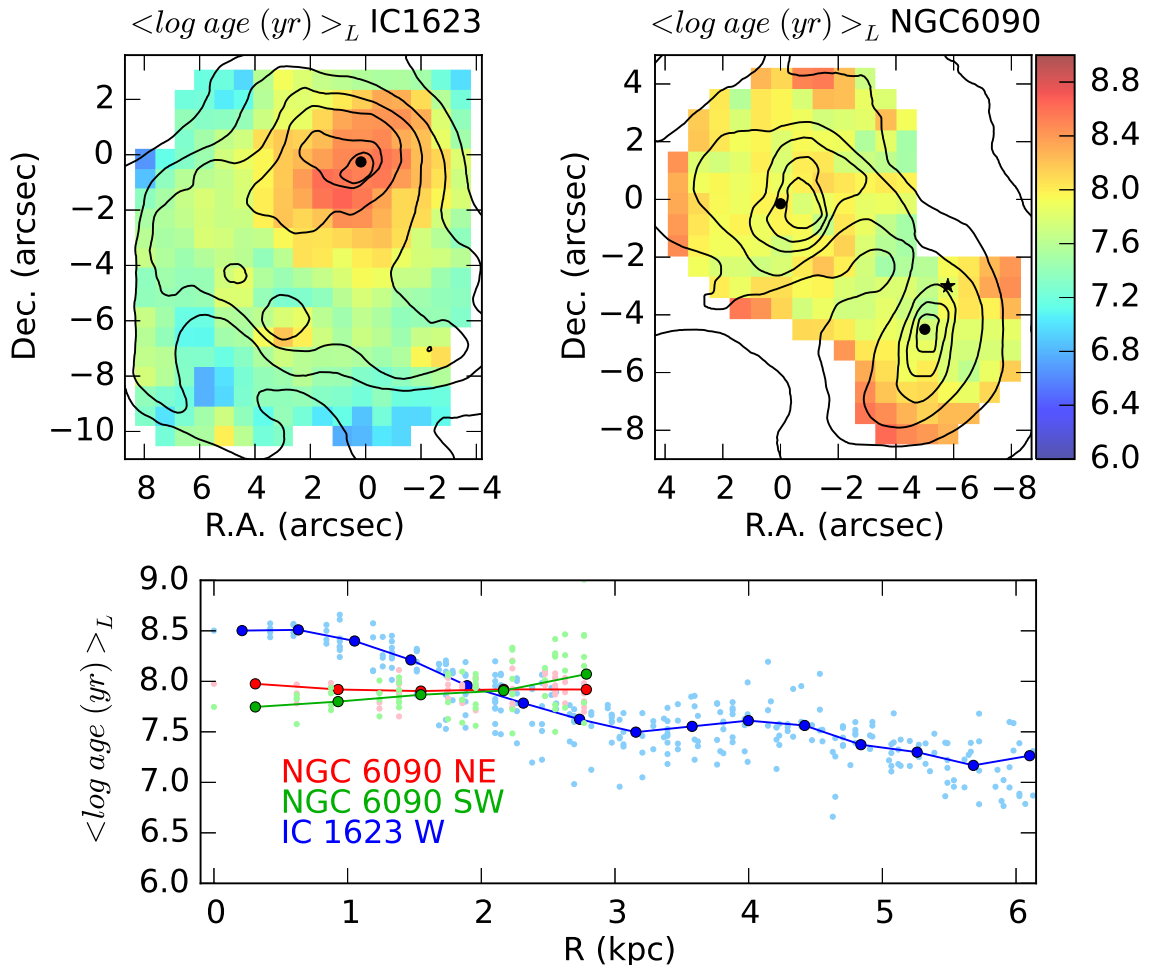 <log age (yr) >L IC1623
<log age (yr) >L NGC6090
2
0
−2
−4
−6
−8
−10
Dec. (arcsec)
8 6 4 2 0 −2 −4
R.A. (arcsec)
4
2
0
−2
−4
−6
−8
Dec. (arcsec)
4 2 0 −2 −4 −6 −8
R.A. (arcsec)
8.8
8.4
8.0
7.6
7.2
6.8
6.4
6.0
9.0
8.5
8.0
7.5
7.0
6.5
6.0
<log age (yr) >L
NGC 6090 NE
NGC 6090 SW
IC 1623 W
0 1 2 3 4 5 6
R (kpc)